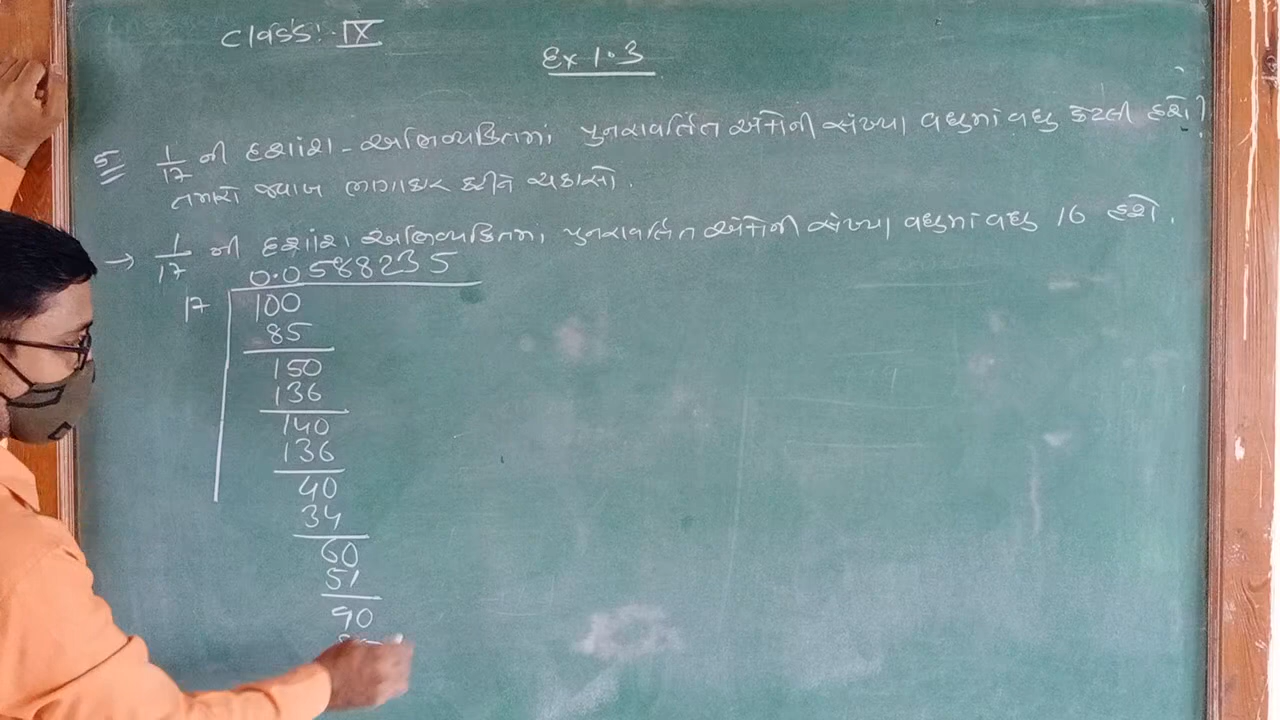 Class:- IX
Ex 1.3
5 1/17 ની દશાંશ-અભિવ્યક્તિમાં પુનરાવર્તિત અંકોની સંખ્યા વધુમાં વધુ કેટલી હશે?
તમારો જવાબ ભાગાકાર કરીને ચકાસો.
→ 1/17 ની દશાંશ અભિવ્યક્તિમાં પુનરાવર્તિત અંકોની સંખ્યા વધુમાં વધુ 16 હશે.
0.0588235
17 100
85
150
136
140
136
40
34
60
51
90